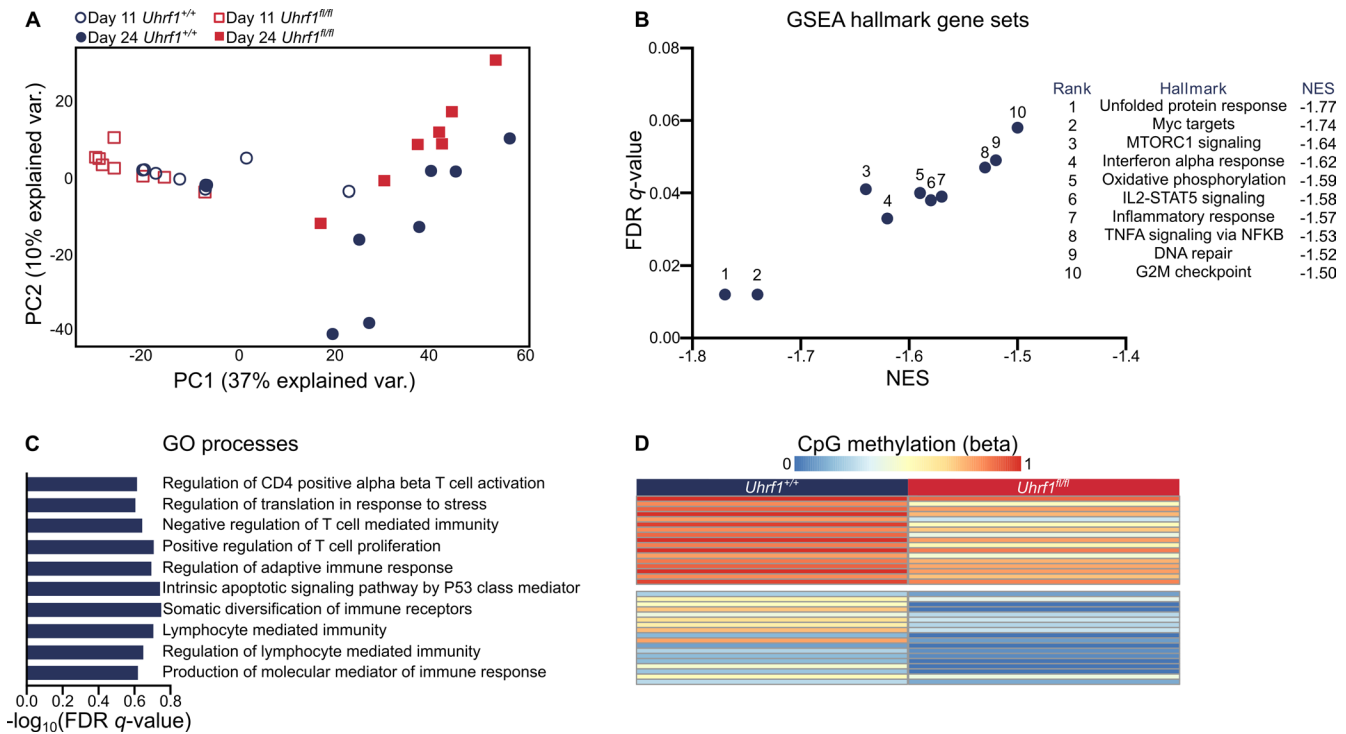 A
Day 11 Uhrf1+/+ Day 11 Uhrf1fl/fl
Day 24 Uhrf1+/+ Day 24 Uhrf1fl/fl
PC2 (10% explained var.)
20
0
-20
-40
-20 0 20 40 60
PC1 (37% explained var.)
B
GSEA hallmark gene sets
FDR q-value
0.08
0.06
0.04
0.02
0.00
-1.8 -1.7 -1.6 -1.5 -1.4
NES
1 2 3 4 5 6 7 8 9 10
Rank Hallmark NES
1 Unfolded protein response -1.77
2 Myc targets -1.74
3 MTORC1 signaling -1.64
4 Interferon alpha response -1.62
5 Oxidative phosphorylation -1.59
6 IL2-STAT5 signaling -1.58
7 Inflammatory response -1.57
8 TNFA signaling via NFKB -1.53
9 DNA repair -1.52
10 G2M checkpoint -1.50
C
GO processes
Regulation of CD4 positive alpha beta T cell activation
Regulation of translation in response to stress
Negative regulation of T cell mediated immunity
Positive regulation of T cell proliferation
Regulation of adaptive immune response
Intrinsic apoptotic signaling pathway by P53 class mediator
Somatic diversification of immune receptors
Lymphocyte mediated immunity
Regulation of lymphocyte mediated immunity
Production of molecular mediator of immune response
0.0 0.2 0.4 0.6 0.8
-log10(FDR q-value)
D
CpG methylation (beta)
0 1
Uhrf1+/+ Uhrf1fl/fl